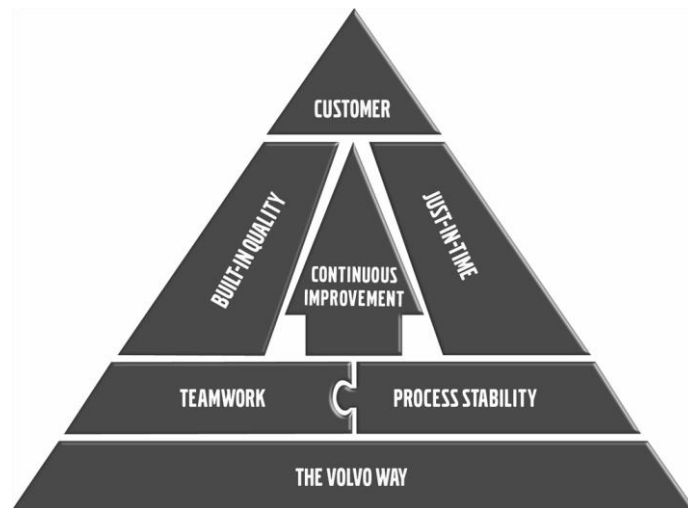 CUSTOMER
BUILT-IN QUALITY
JUST-IN-TIME
CONTINUOUS
IMPROVEMENT
TEAMWORK
PROCESS STABILITY
THE VOLVO WAY